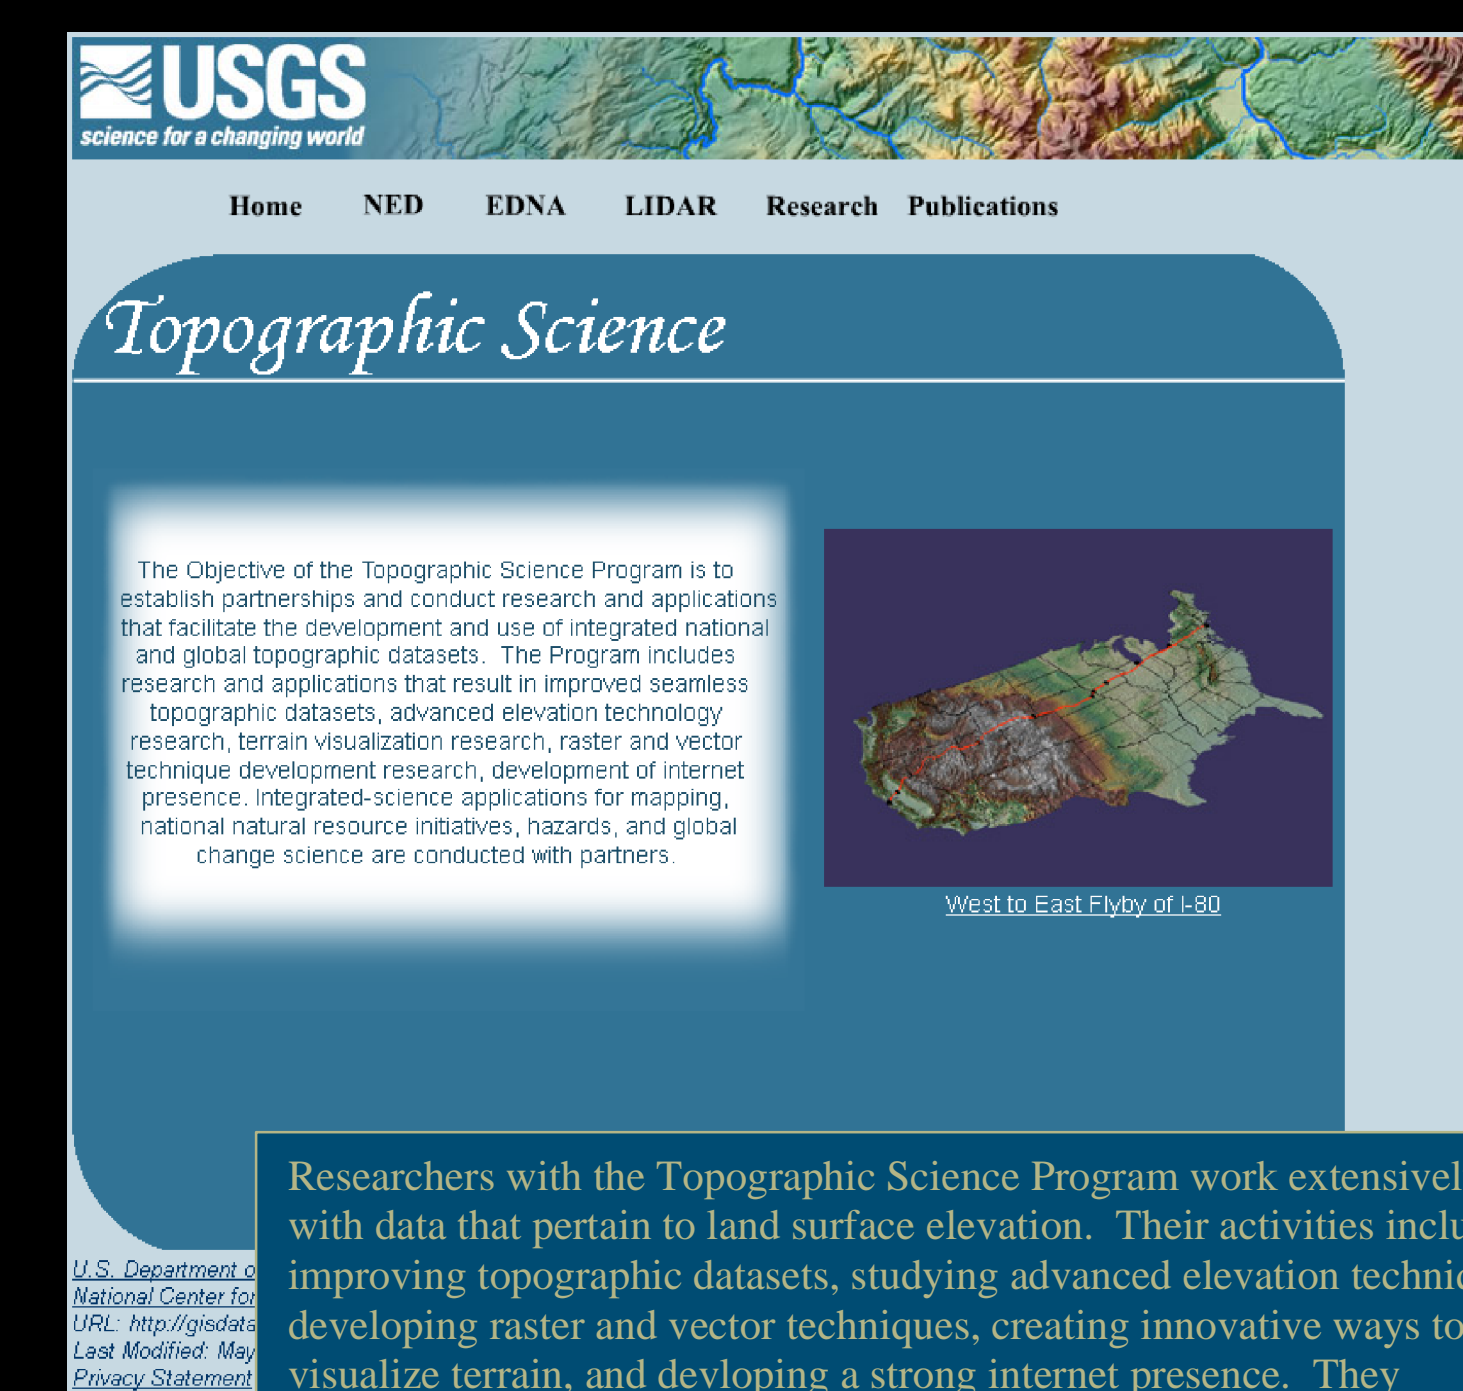 USGS
science for a changing world
Home NED EDNA LIDAR Research Publications
Topographic Science
The Objective of the Topographic Science Program is to
establish partnerships and conduct research and applications
that facilitate the development and use of integrated national
and global topographic datasets. The Program includes
research and applications that result in improved seamless
topographic datasets, advanced elevation technology
research, terrain visualization research, raster and vector
technique development research, development of internet
presence. Integrated-science applications for mapping,
national natural resource initiatives, hazards, and global
change science are conducted with partners.
West to East Flyby of I-80
Researchers with the Topographic Science Program work extensivel
with data that pertain to land surface elevation. Their activities inclu
improving topographic datasets, studying advanced elevation techni
developing raster and vector techniques, creating innovative ways to
visualize terrain, and devloping a strong internet presence. They
U.S. Department o
National Center for
URL: http://gisdata
Last Modified: May
Privacy Statement